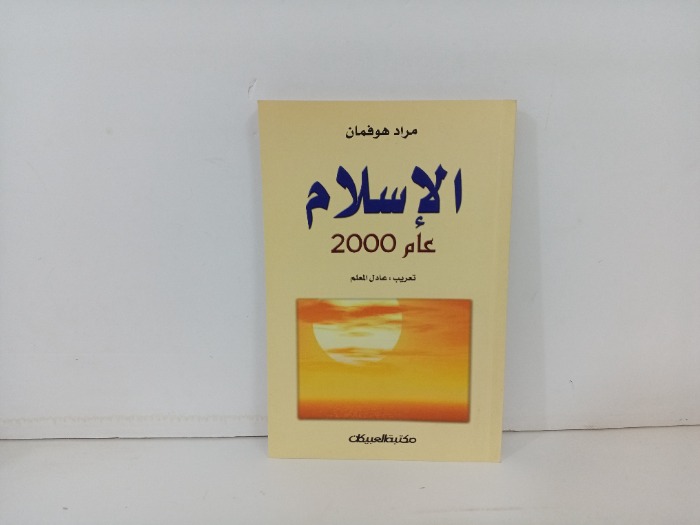 مراد هوفمان
الإسلام
عام 2000
تعريب : عادل المعلم
مكتبة العبيكان